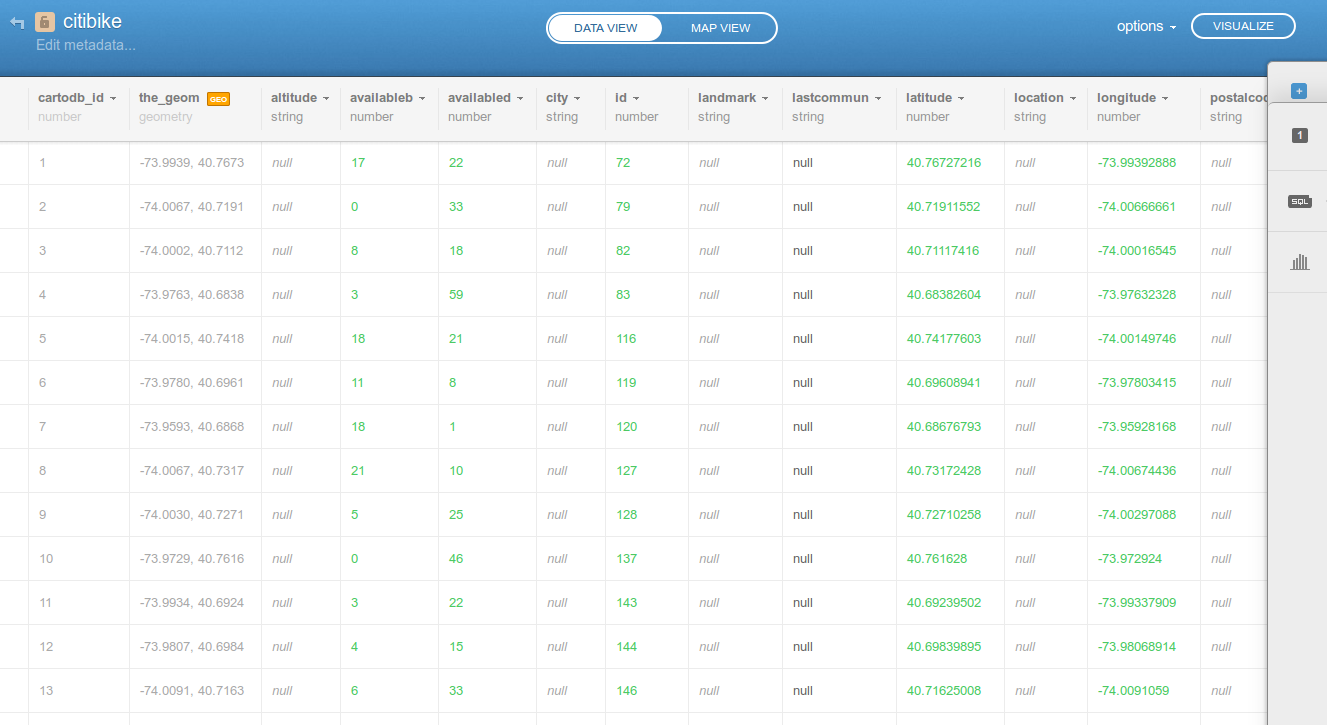 citibike
Edit metadata...
DATA VIEW MAP VIEW
options VISUALIZE
cartodb_id the_geom GEO altitude availableb availabled city id landmark lastcommun latitude location longitude postalcoc
number geometry string number number string number string string number string number string
1 -73.9939, 40.7673 null 17 22 null 72 null null 40.76727216 null -73.99392888 null
2 -74.0067, 40.7191 null 0 33 null 79 null null 40.71911552 null -74.00666661 null
3 -74.0002, 40.7112 null 8 18 null 82 null null 40.71117416 null -74.00016545 null
4 -73.9763, 40.6838 null 3 59 null 83 null null 40.68382604 null -73.97632328 null
5 -74.0015, 40.7418 null 18 21 null 116 null null 40.74177603 null -74.00149746 null
6 -73.9780, 40.6961 null 11 8 null 119 null null 40.69608941 null -73.97803415 null
7 -73.9593, 40.6868 null 18 1 null 120 null null 40.68676793 null -73.95928168 null
8 -74.0067, 40.7317 null 21 10 null 127 null null 40.73172428 null -74.00674436 null
9 -74.0030, 40.7271 null 5 25 null 128 null null 40.72710258 null -74.00297088 null
10 -73.9729, 40.7616 null 0 46 null 137 null null 40.761628 null -73.972924 null
11 -73.9934, 40.6924 null 3 22 null 143 null null 40.69239502 null -73.99337909 null
12 -73.9807, 40.6984 null 4 15 null 144 null null 40.69839895 null -73.98068914 null
13 -74.0091, 40.7163 null 6 33 null 146 null null 40.71625008 null -74.0091059 null
+
1
SQL